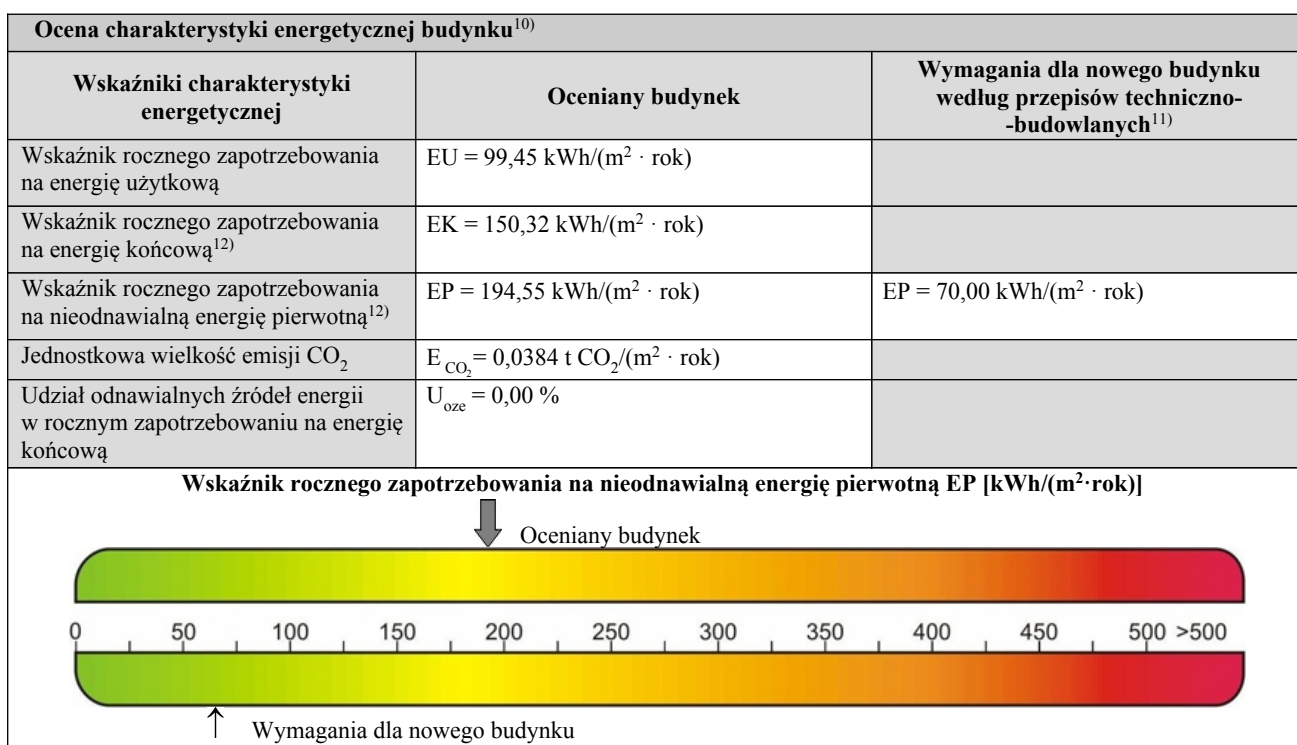 Ocena charakterystyki energetycznej budynku10)
Wskaźniki charakterystyki
energetycznej
Oceniany budynek
Wymagania dla nowego budynku
według przepisów techniczno-
-budowlanych11)
Wskaźnik rocznego zapotrzebowania
na energię użytkową
EU = 99,45 kWh/(m2 · rok)
Wskaźnik rocznego zapotrzebowania
na energię końcową12)
EK = 150,32 kWh/(m2 · rok)
Wskaźnik rocznego zapotrzebowania
na nieodnawialną energię pierwotną12)
EP = 194,55 kWh/(m2 · rok)
EP = 70,00 kWh/(m2 · rok)
Jednostkowa wielkość emisji CO2
E CO2= 0,0384 t CO2/(m2 · rok)
Udział odnawialnych źródeł energii
w rocznym zapotrzebowaniu na energię
końcową
Uoze = 0,00 %
Wskaźnik rocznego zapotrzebowania na nieodnawialną energię pierwotną EP [kWh/(m2·rok)]
Oceniany budynek
0 50 100 150 200 250 300 350 400 450 500 >500
Wymagania dla nowego budynku